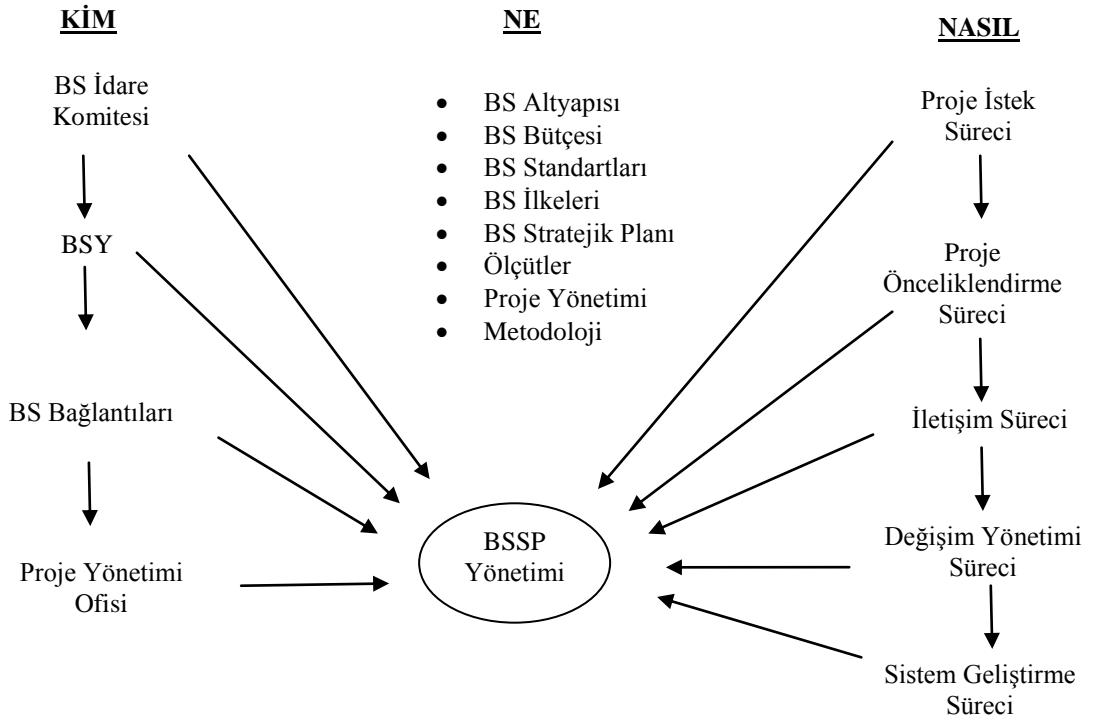 KİM
BS İdare
Komitesi
BSY
BS Bağlantıları
Proje Yönetimi
Ofisi
NE
• BS Altyapısı
• BS Bütçesi
• BS Standartları
• BS İlkeleri
• BS Stratejik Planı
• Ölçütler
• Proje Yönetimi
• Metodoloji
BSSP
Yönetimi
NASIL
Proje İstek
Süreci
Proje
Önceliklendirme
Süreci
İletişim Süreci
Değişim Yönetimi
Süreci
Sistem Geliştirme
Süreci